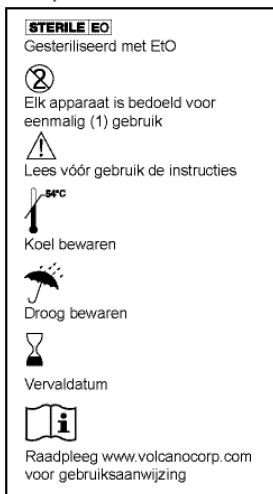 STERILE EO
Gesteriliseerd met EtO
2
Elk apparaat is bedoeld voor
eenmalig (1) gebruik
Lees vóór gebruik de instructies
54°C
Koel bewaren
Droog bewaren
Vervaldatum
i
Raadpleeg www.volcanocorp.com
voor gebruiksaanwijzing